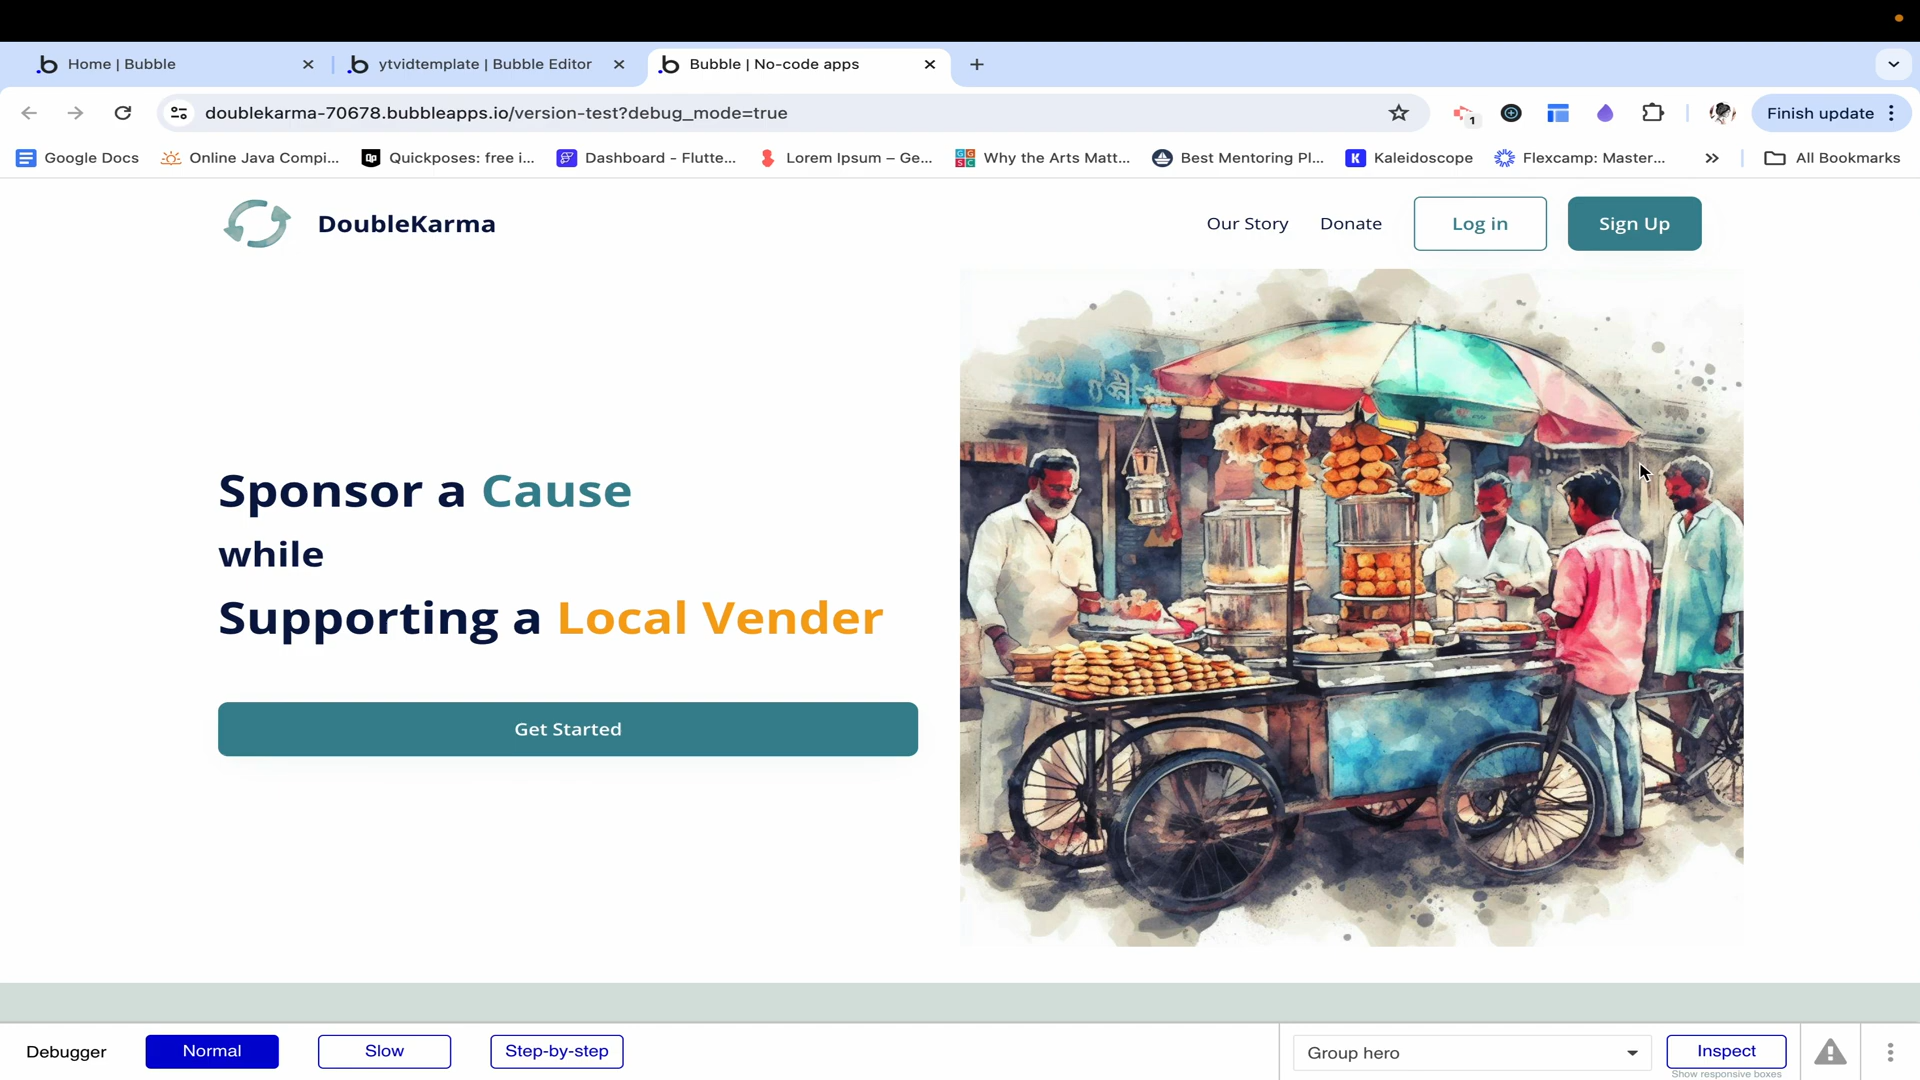 Home | Bubble
ytvidtemplate | Bubble Editor
Bubble | No-code apps
doublekarma-70678.bubbleapps.io/version-test?debug_mode=true
1
Finish update
Google Docs
Online Java Compi...
Quickposes: free i...
Dashboard - Flutte...
Lorem Ipsum – Ge...
Why the Arts Matt...
Best Mentoring Pl...
Kaleidoscope
Flexcamp: Master...
All Bookmarks
DoubleKarma
Our Story
Donate
Log in
Sign Up
Sponsor a Cause
while
Supporting a Local Vender
Get Started
Debugger
Normal
Slow
Step-by-step
Group hero
Inspect
Show responsive boxes